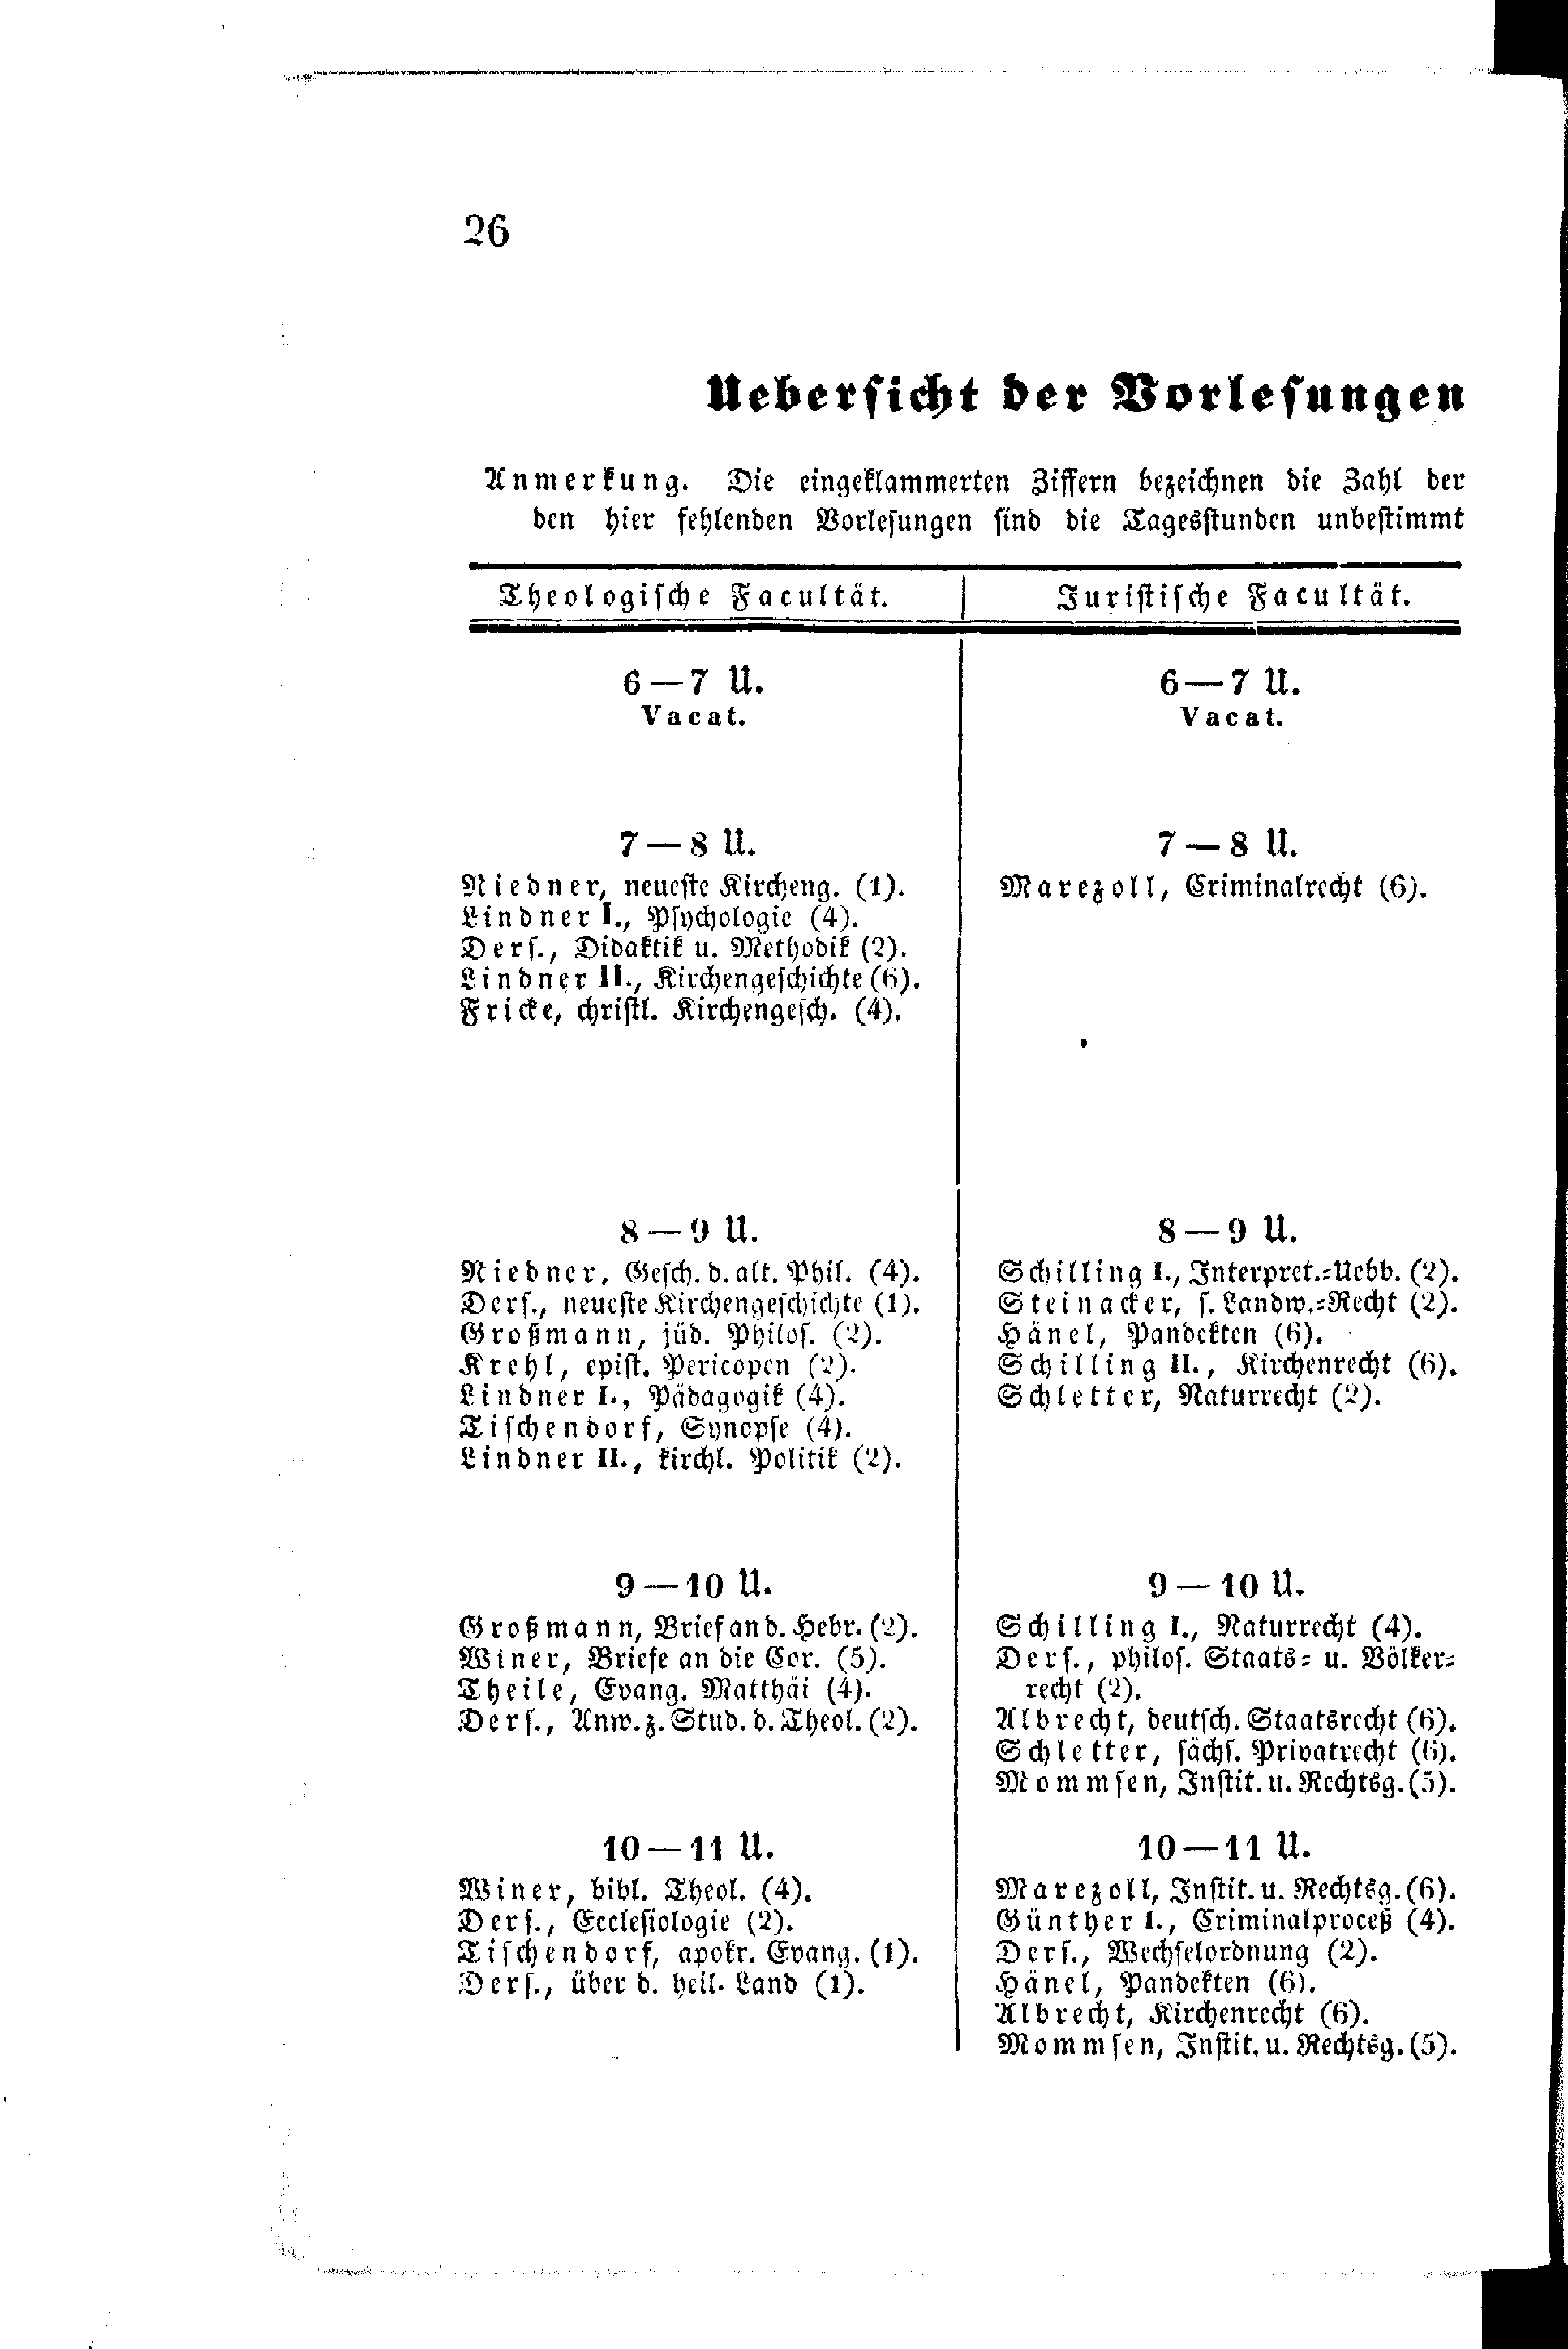 26
Uebersicht der Vorlesungen
Anmerkung. Die eingeklammerten Ziffern bezeichnen die Zahl der
den hier fehlenden Vorlesungen sind die Tagesstunden unbestimmt
Theologische Facultät.
6—7 U.
Vacat.
7—8 U.
Niedner, neueste Kircheng. (1).
Lindner I., Psychologie (4).
Ders., Didaktik u. Methodik (2).
Lindner II., Kirchengeschichte (6).
Fricke, christl. Kirchengesch. (4).
8—9 U.
Niedner, Gesch. d. alt. Phil. (4).
Ders., neueste Kirchengeschichte (1).
Großmann, jüd. Philos. (2).
Krehl, epist. Pericopen (2).
Lindner I., Pädagogik (4).
Tischendorf, Synopse (4).
Lindner II., kirchl. Politik (2).
9—10 U.
Großmann, Brief an d. Hebr. (2).
Winer, Briefe an die Cor. (5).
Theile, Evang. Matthäi (4).
Ders., Anw. z. Stud. d. Theol. (2).
10—11 U.
Winer, bibl. Theol. (4).
Ders., Ecclesiologie (2).
Tischendorf, apokr. Evang. (1).
Ders., über d. heil. Land (1).
Juristische Facultät.
6—7 U.
Vacat.
7—8 U.
Marezoll, Criminalrecht (6).
8—9 U.
Schilling I., Interpret.-Uebb. (2).
Steinacker, s. Landw.-Recht (2).
Hänel, Pandekten (6).
Schilling II., Kirchenrecht (6).
Schletter, Naturrecht (2).
9—10 U.
Schilling I., Naturrecht (4).
Ders., philos. Staats- u. Völker-
recht (2).
Albrecht, deutsch. Staatsrecht (6).
Schletter, sächs. Privatrecht (6).
Mommsen, Instit. u. Rechtsg. (5).
10—11 U.
Marezoll, Instit. u. Rechtsg. (6).
Günther I., Criminalproceß (4).
Ders., Wechselordnung (2).
Hänel, Pandekten (6).
Albrecht, Kirchenrecht (6).
Mommsen, Instit. u. Rechtsg. (5).